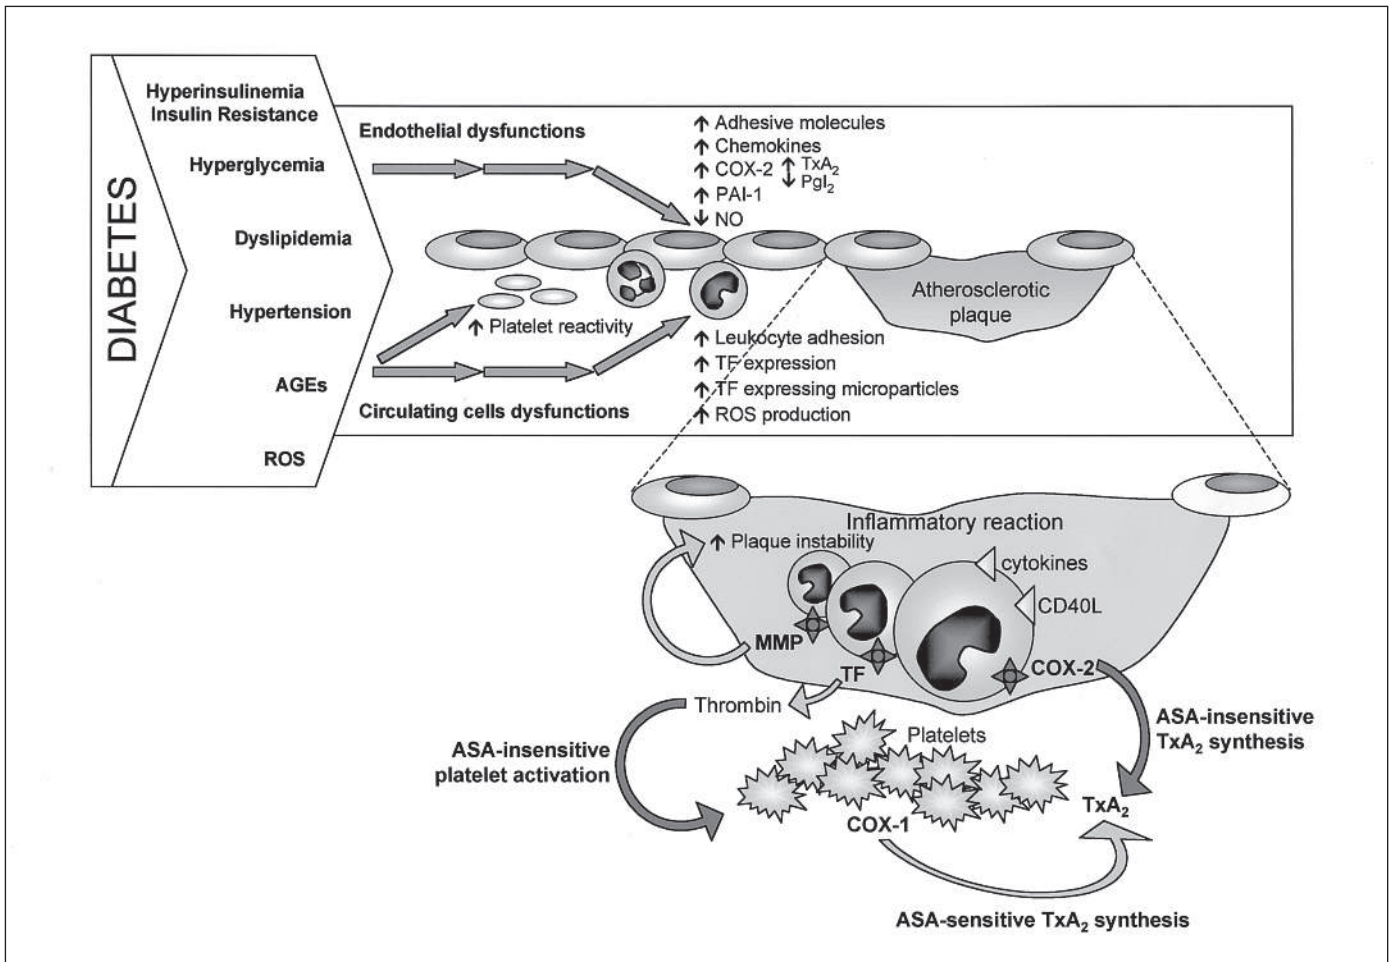 DIABETES
Hyperinsulinemia
Insulin Resistance
Hyperglycemia
Dyslipidemia
Hypertension
AGEs
ROS
Endothelial dysfunctions
↑ Adhesive molecules
↑ Chemokines
↑ COX-2 ↑ TxA₂
↓ PgI₂
↑ PAI-1
↓ NO
↑ Platelet reactivity
Circulating cells dysfunctions
↑ Leukocyte adhesion
↑ TF expression
↑ TF expressing microparticles
↑ ROS production
Atherosclerotic
plaque
Inflammatory reaction
↑ Plaque instability
cytokines
CD40L
MMP
TF
COX-2
Thrombin
ASA-insensitive
platelet activation
Platelets
ASA-insensitive
TxA₂ synthesis
TxA₂
COX-1
ASA-sensitive TxA₂ synthesis